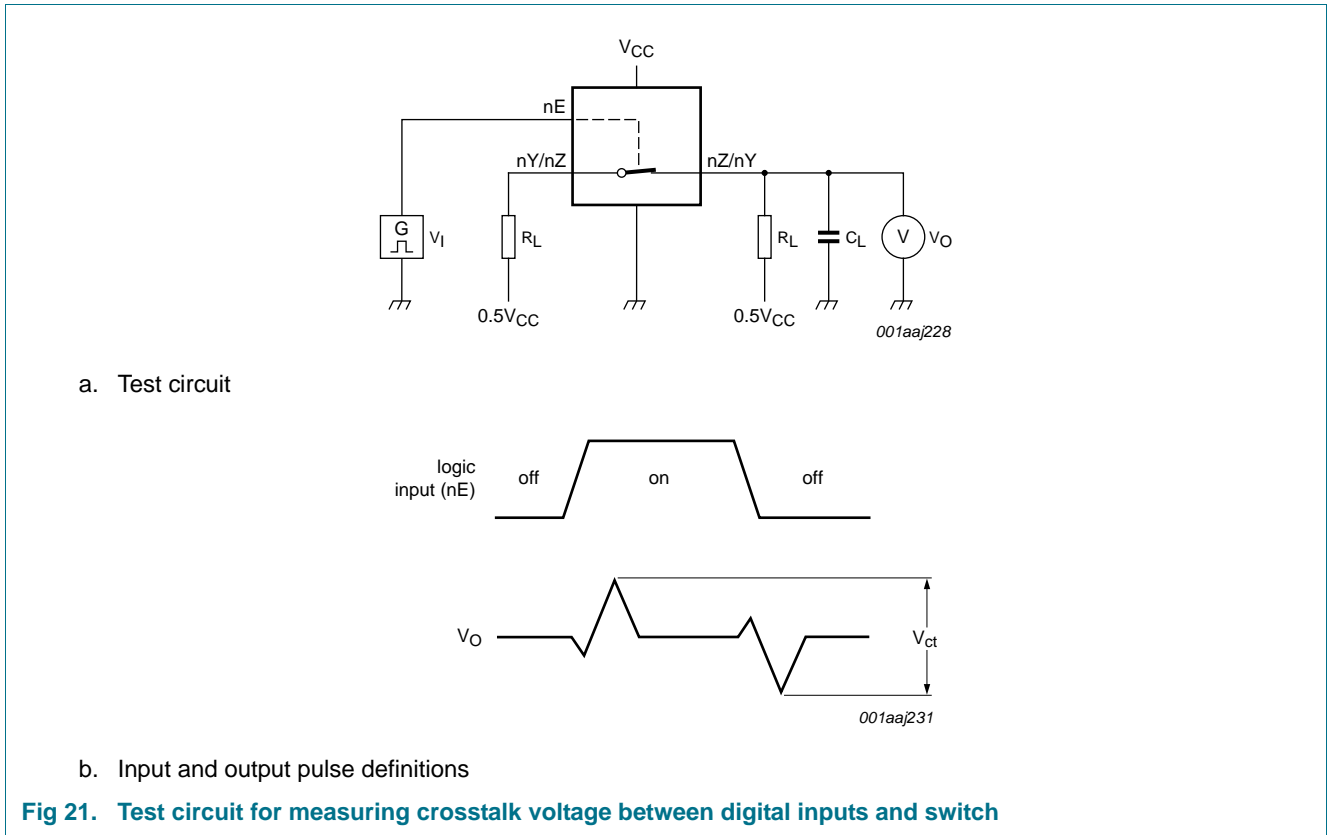 VCC
nE
nY/nZ
nZ/nY
G
VI
RL
RL
CL
V
VO
0.5VCC
0.5VCC
001aaj228
a. Test circuit
logic
input (nE)
off
on
off
VO
Vct
001aaj231
b. Input and output pulse definitions
Fig 21. Test circuit for measuring crosstalk voltage between digital inputs and switch